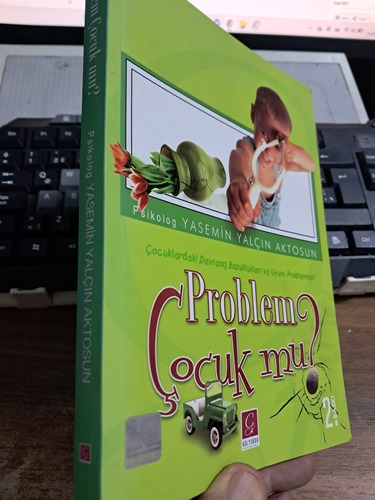 Psikolog YASEMİN YALÇIN AKTOSUN
Çocuklardaki Davranış Bozuklukları ve Uyum Problemleri
Problem
Çocuk mu?
2.
Çocuk mu?
Psikolog YASEMİN YALÇIN AKTOSUN